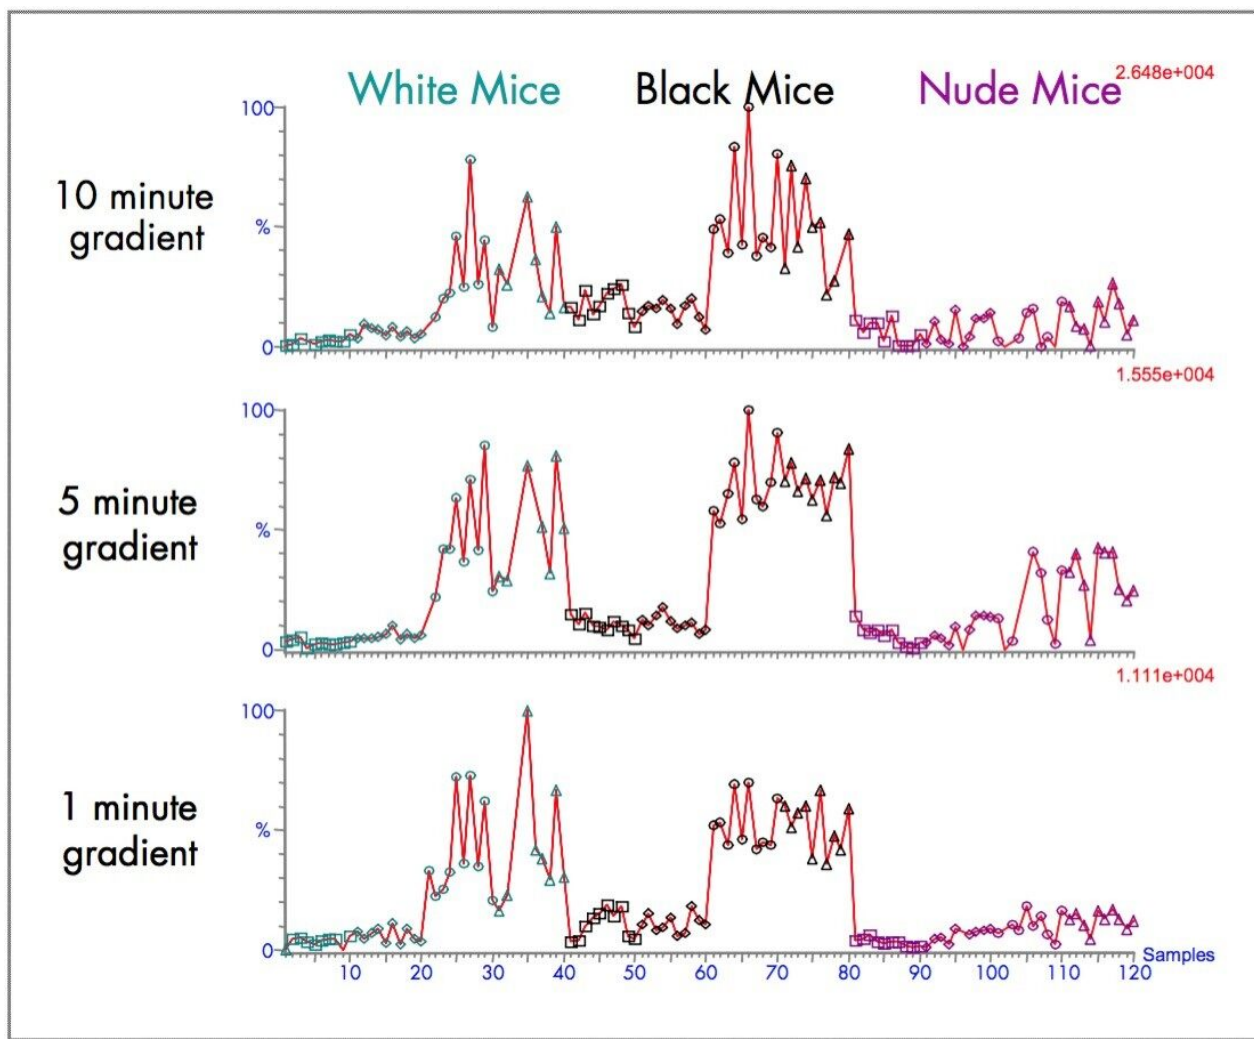 White Mice Black Mice Nude Mice
2.648e+004
10 minute
gradient
100
%
0
1.555e+004
5 minute
gradient
100
%
0
1.111e+004
1 minute
gradient
100
%
0
Samples
10 20 30 40 50 60 70 80 90 100 110 120